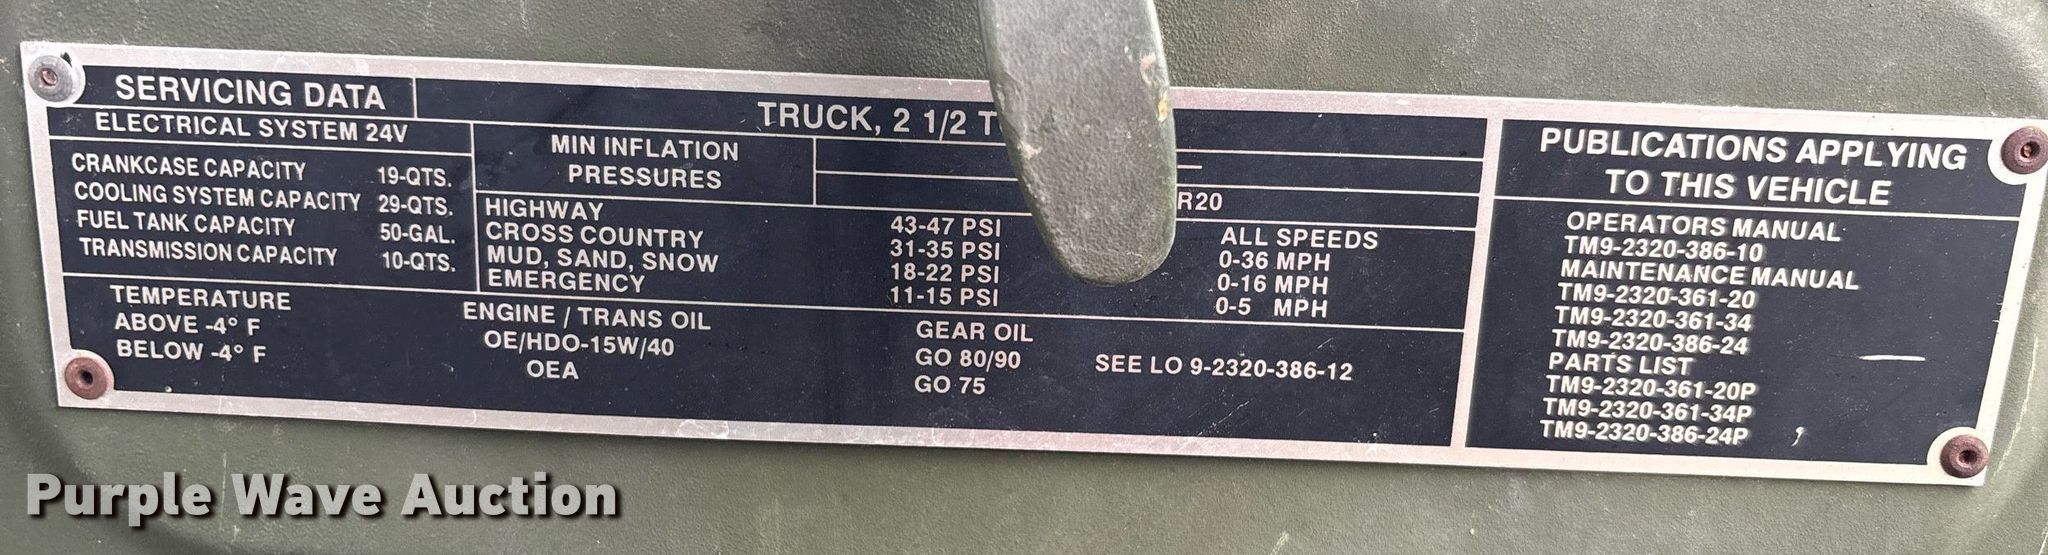 SERVICING DATA
TRUCK, 2 1/2
ELECTRICAL SYSTEM 24V
CRANKCASE CAPACITY 19-QTS.
COOLING SYSTEM CAPACITY 29-QTS.
FUEL TANK CAPACITY 50-GAL.
TRANSMISSION CAPACITY 10-QTS.
MIN INFLATION
PRESSURES
R20
HIGHWAY 43-47 PSI ALL SPEEDS
CROSS COUNTRY 31-35 PSI 0-36 MPH
MUD, SAND, SNOW 18-22 PSI 0-16 MPH
EMERGENCY 11-15 PSI 0-5 MPH
TEMPERATURE ENGINE / TRANS OIL GEAR OIL
ABOVE -4° F OE/HDO-15W/40 GO 80/90 SEE LO 9-2320-386-12
BELOW -4° F OEA GO 75
PUBLICATIONS APPLYING
TO THIS VEHICLE
OPERATORS MANUAL
TM9-2320-386-10
MAINTENANCE MANUAL
TM9-2320-361-20
TM9-2320-361-34
TM9-2320-386-24
PARTS LIST
TM9-2320-361-20P
TM9-2320-361-34P
TM9-2320-386-24P
Purple Wave Auction